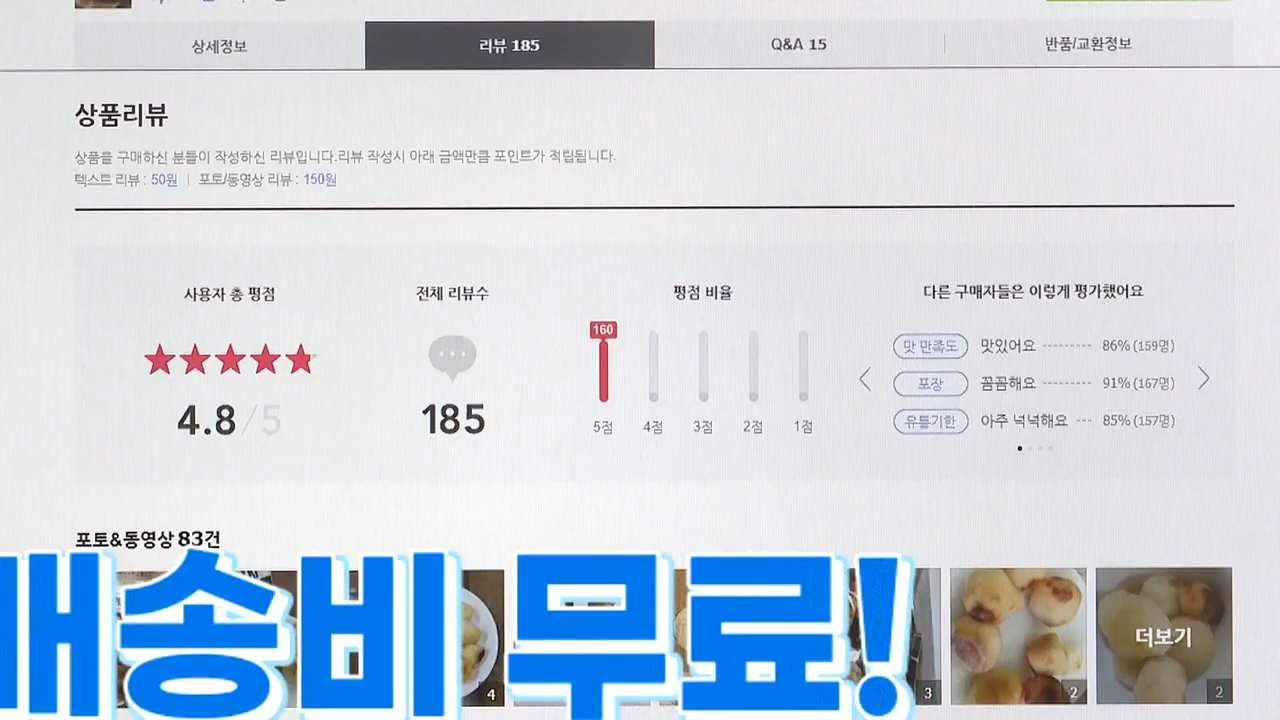 상세정보
리뷰 185
Q&A 15
반품/교환정보
상품리뷰
상품을 구매하신 분들이 작성하신 리뷰입니다.리뷰 작성시 아래 금액만큼 포인트가 적립됩니다.
텍스트 리뷰 : 50원 | 포토/동영상 리뷰 : 150원
사용자 총 평점
4.8/5
전체 리뷰수
185
평점 비율
160
5점 4점 3점 2점 1점
다른 구매자들은 이렇게 평가했어요
맛 만족도 맛있어요 --------- 86% (159명)
포장 꼼꼼해요 --------- 91% (167명)
유통기한 아주 넉넉해요 --- 85% (157명)
포토&동영상 83건
배송비 무료!
4
3
2
더보기
2